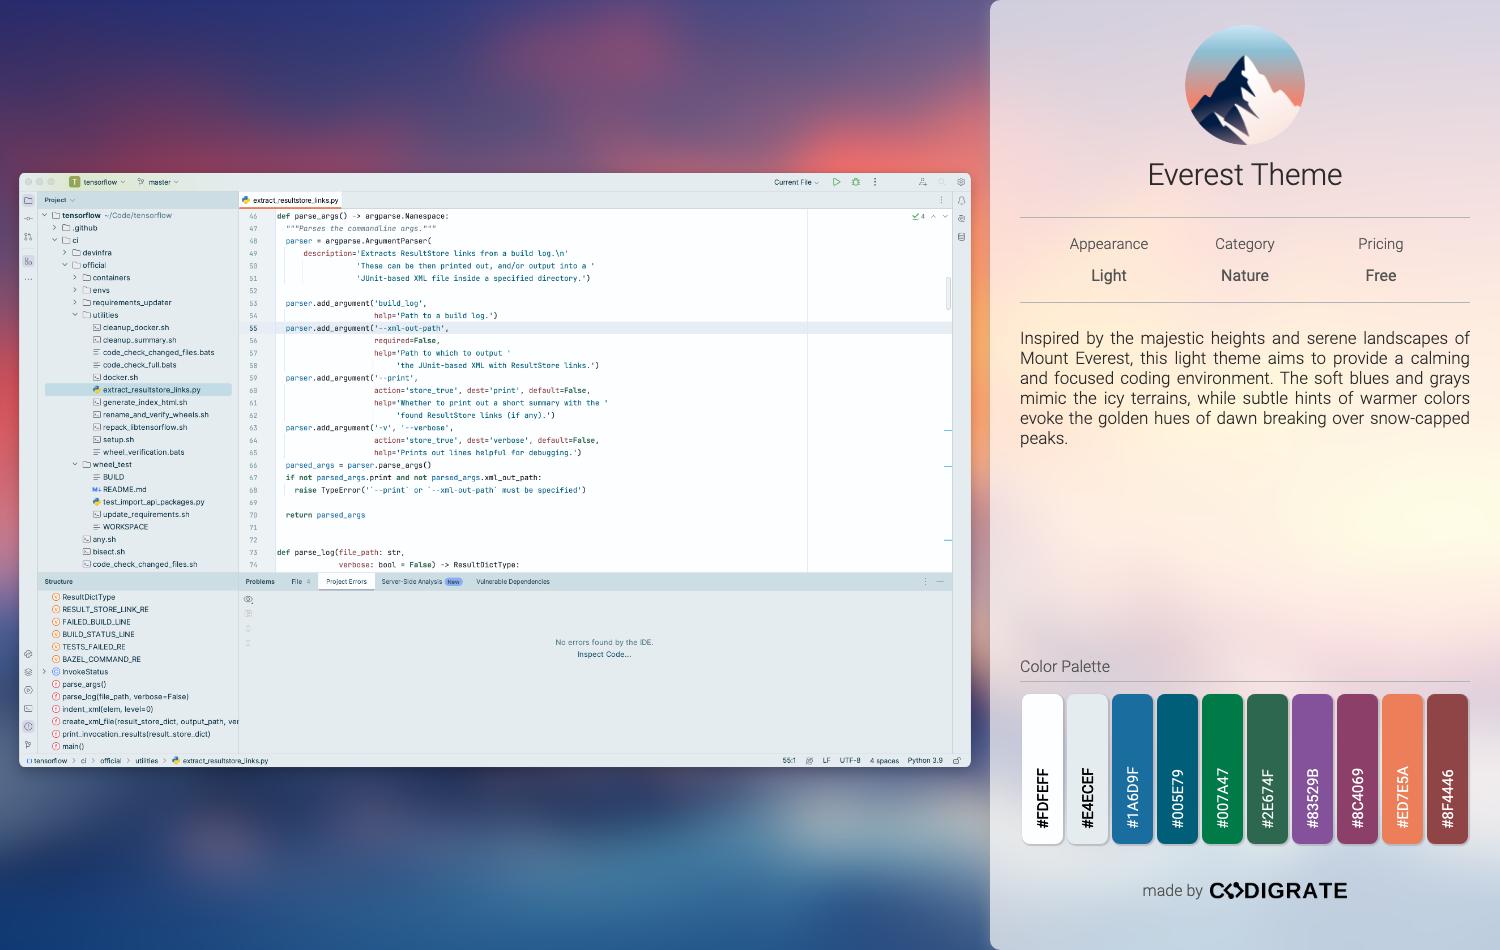 T tensorflow master
Current File
Project
extract_resultstore_links.py
tensorflow ~/Code/tensorflow
.github
ci
devinfra
official
containers
envs
requirements_updater
utilities
cleanup_docker.sh
cleanup_summary.sh
code_check_changed_files.bats
code_check_full.bats
docker.sh
extract_resultstore_links.py
generate_index_html.sh
rename_and_verify_wheels.sh
repack_libtensorflow.sh
setup.sh
wheel_verification.bats
wheel_test
BUILD
README.md
test_import_api_packages.py
update_requirements.sh
WORKSPACE
any.sh
bisect.sh
code_check_changed_files.sh
46 def parse_args() -> argparse.Namespace:
47 """Parses the commandline args."""
48 parser = argparse.ArgumentParser(
49 description='Extracts ResultStore links from a build log.\n'
50 'These can be then printed out, and/or output into a '
51 'JUnit-based XML file inside a specified directory.')
52
53 parser.add_argument('build_log',
54 help='Path to a build log.')
55 parser.add_argument('--xml-out-path',
56 required=False,
57 help='Path to which to output '
58 'the JUnit-based XML with ResultStore links.')
59 parser.add_argument('--print',
60 action='store_true', dest='print', default=False,
61 help='Whether to print out a short summary with the '
62 'found ResultStore links (if any).')
63 parser.add_argument('-v', '--verbose',
64 action='store_true', dest='verbose', default=False,
65 help='Prints out lines helpful for debugging.')
66 parsed_args = parser.parse_args()
67 if not parsed_args.print and not parsed_args.xml_out_path:
68 raise TypeError('`--print` or `--xml-out-path` must be specified')
69
70 return parsed_args
71
72
73 def parse_log(file_path: str,
74 verbose: bool = False) -> ResultDictType:
4
Structure
ResultDictType
RESULT_STORE_LINK_RE
FAILED_BUILD_LINE
BUILD_STATUS_LINE
TESTS_FAILED_RE
BAZEL_COMMAND_RE
InvokeStatus
parse_args()
parse_log(file_path, verbose=False)
indent_xml(elem, level=0)
create_xml_file(result_store_dict, output_path, ver
print_invocation_results(result_store_dict)
main()
Problems File 4 Project Errors Server-Side Analysis New Vulnerable Dependencies
No errors found by the IDE.
Inspect Code...
tensorflow > ci > official > utilities > extract_resultstore_links.py
55:1 LF UTF-8 4 spaces Python 3.9
Everest Theme
Appearance Category Pricing
Light Nature Free
Inspired by the majestic heights and serene landscapes of
Mount Everest, this light theme aims to provide a calming
and focused coding environment. The soft blues and grays
mimic the icy terrains, while subtle hints of warmer colors
evoke the golden hues of dawn breaking over snow-capped
peaks.
Color Palette
#FDFEFF
#E4ECEF
#1A6D9F
#005E79
#007A47
#2E674F
#83529B
#8C4069
#ED7E5A
#8F4446
made by CODIGRATE